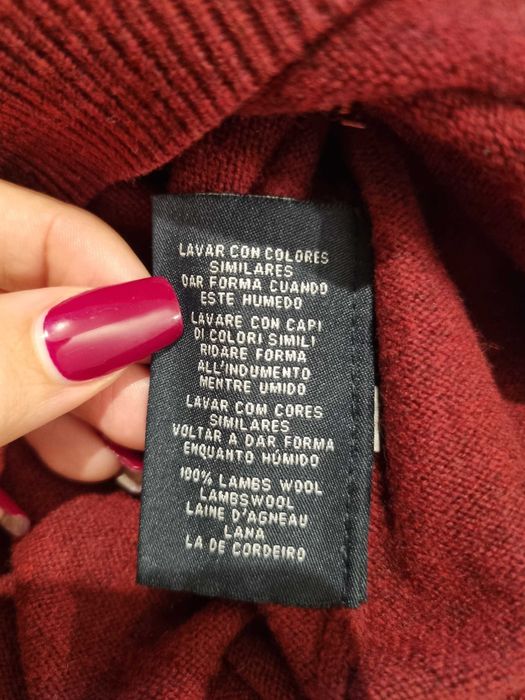 LAVAR CON COLORES
SIMILARES
DAR FORMA CUANDO
ESTE HUMEDO
LAVARE CON CAPI
DI COLORI SIMILI
RIDARE FORMA
ALL'INDUMENTO
MENTRE UMIDO
LAVAR COM CORES
SIMILARES
VOLTAR A DAR FORMA
ENQUANTO HÚMIDO
100% LAMBS WOOL
LAMBSWOOL
LAINE D'AGNEAU
LANA
LA DE CORDEIRO